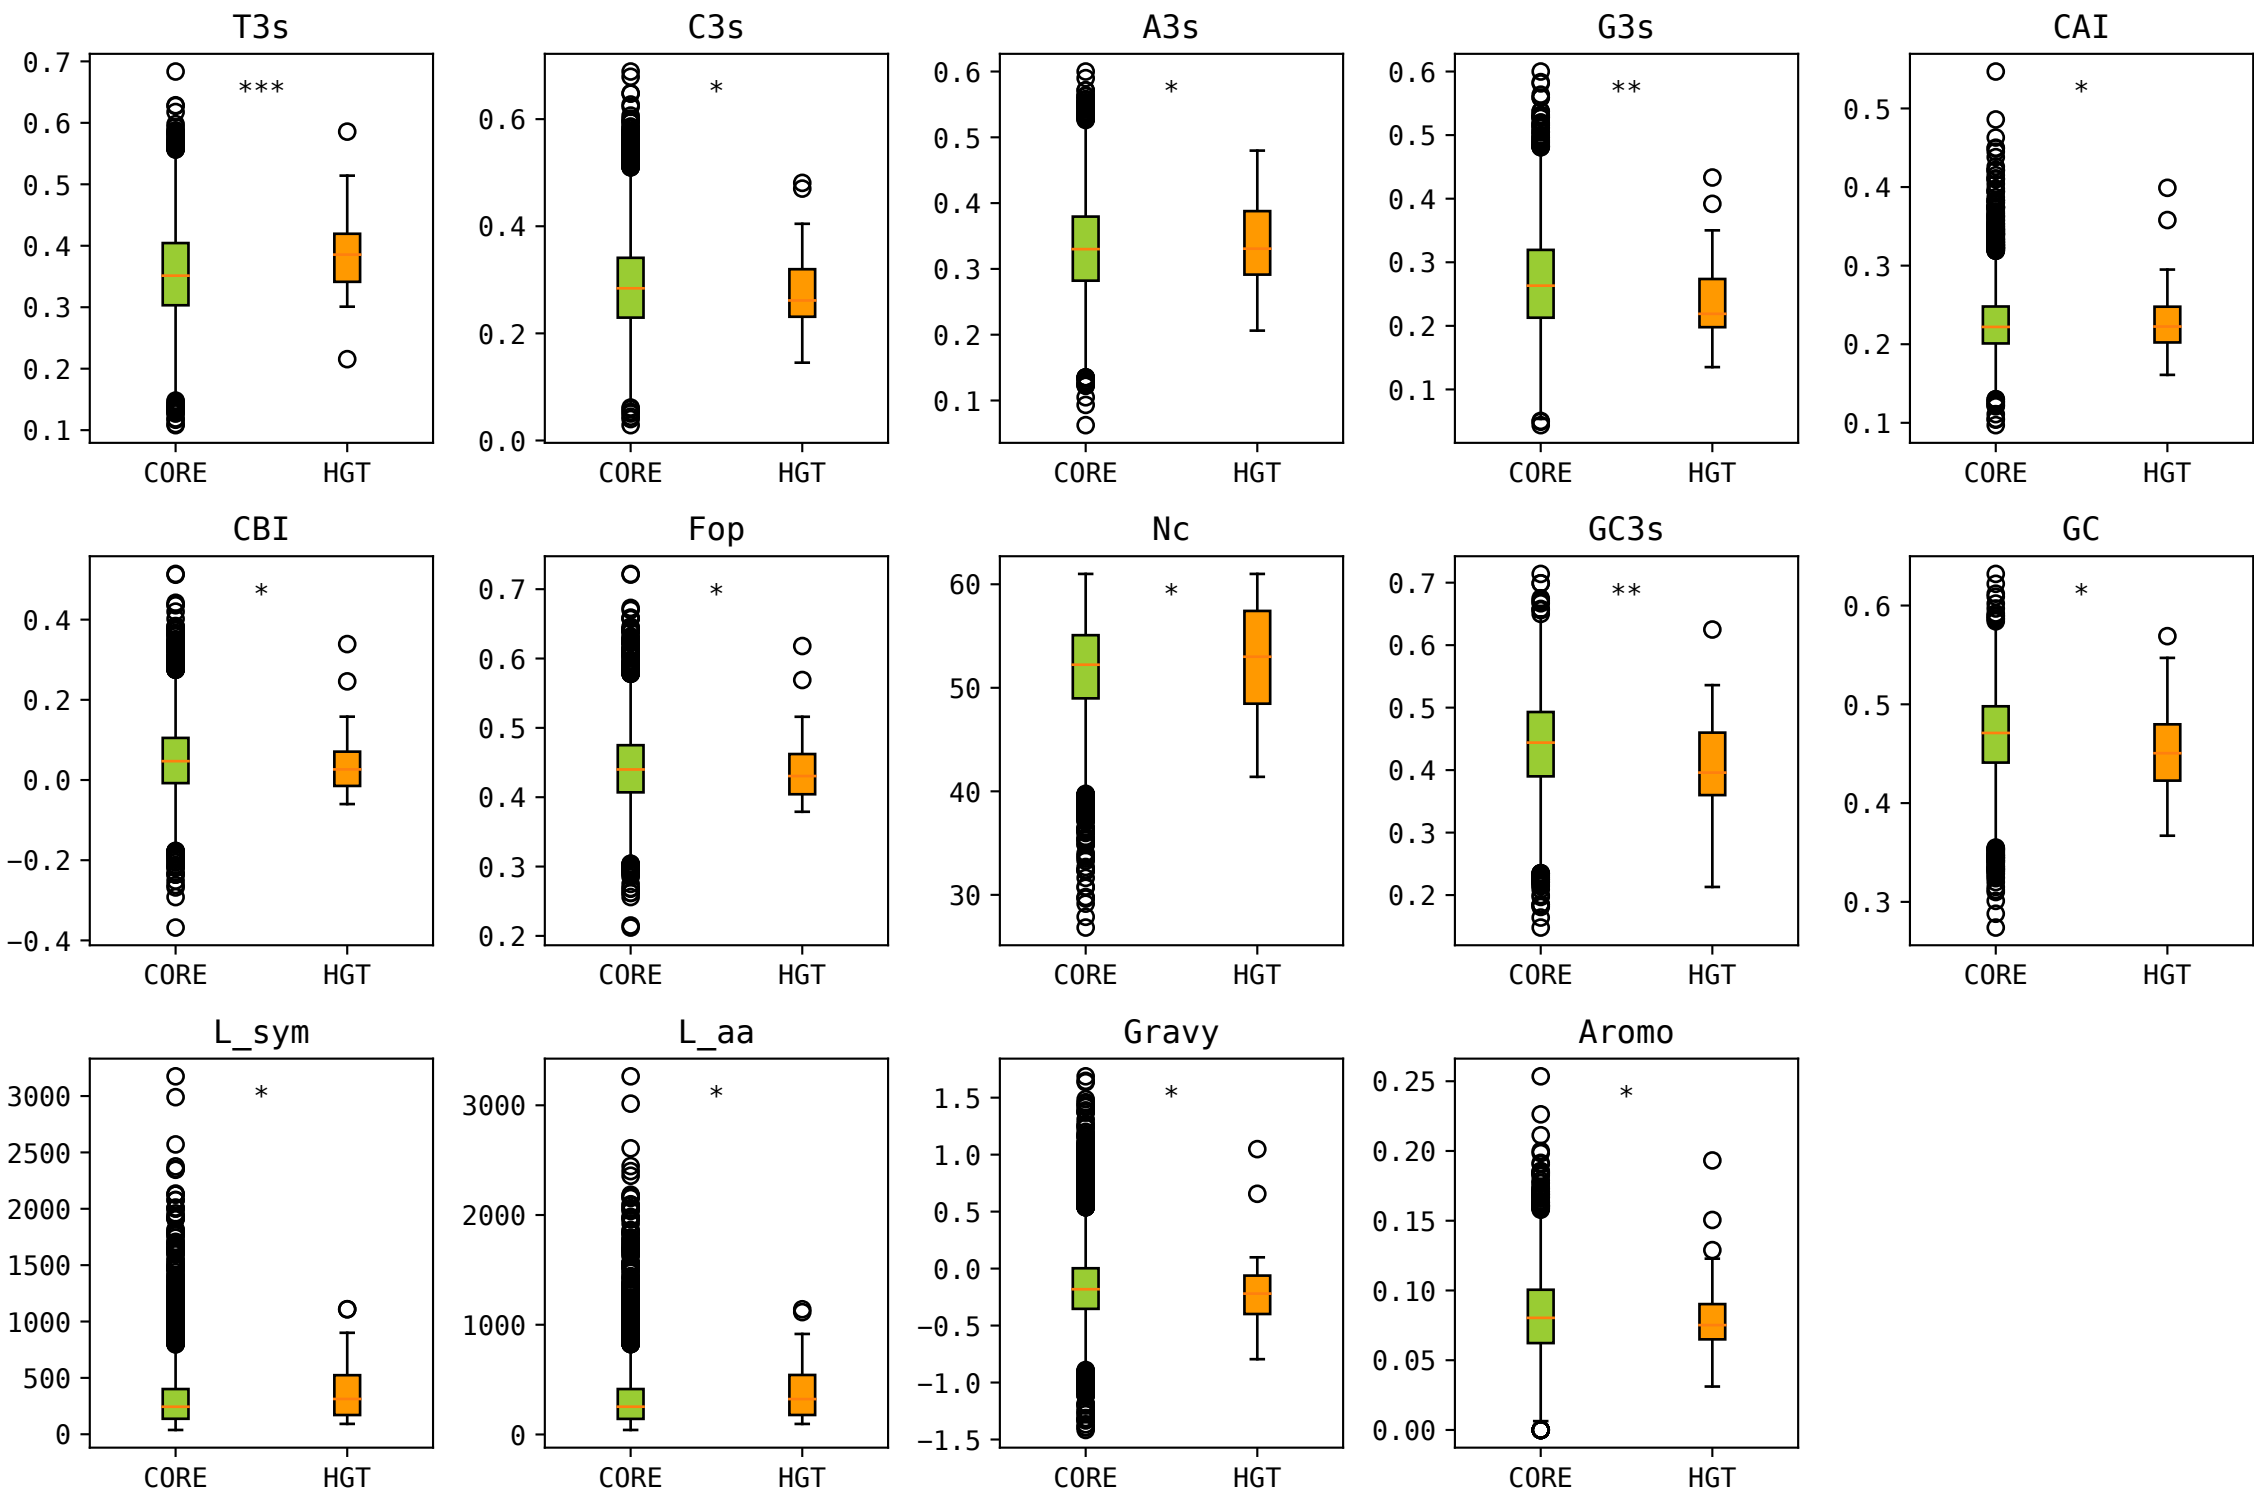 T3s
C3s
A3s
G3s
CAI
0.7
0.6
0.5
0.4
0.3
0.2
0.1
***
CORE
HGT
0.6
0.4
0.2
0.0
*
CORE
HGT
0.6
0.5
0.4
0.3
0.2
0.1
*
CORE
HGT
0.6
0.5
0.4
0.3
0.2
0.1
**
CORE
HGT
0.5
0.4
0.3
0.2
0.1
*
CORE
HGT
CBI
Fop
Nc
GC3s
GC
0.4
0.2
0.0
−0.2
−0.4
*
CORE
HGT
0.7
0.6
0.5
0.4
0.3
0.2
*
CORE
HGT
60
50
40
30
*
CORE
HGT
0.7
0.6
0.5
0.4
0.3
0.2
**
CORE
HGT
0.6
0.5
0.4
0.3
*
CORE
HGT
L_sym
L_aa
Gravy
Aromo
3000
2500
2000
1500
1000
500
0
*
CORE
HGT
3000
2000
1000
0
*
CORE
HGT
1.5
1.0
0.5
0.0
−0.5
−1.0
−1.5
*
CORE
HGT
0.25
0.20
0.15
0.10
0.05
0.00
*
CORE
HGT